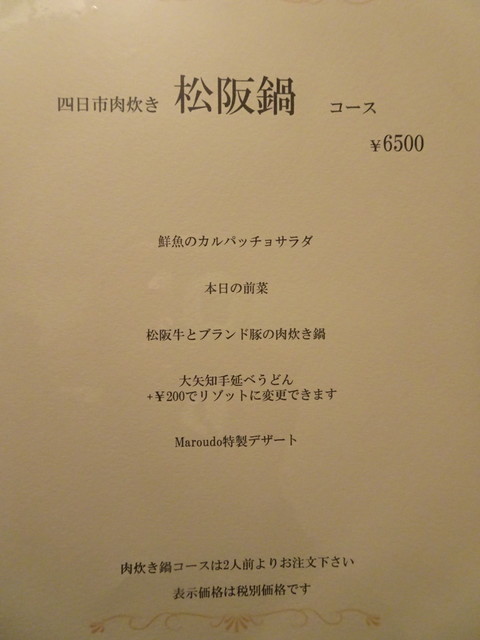 四日市肉炊き 松阪鍋 コース
¥6500
鮮魚のカルパッチョサラダ
本日の前菜
松阪牛とブランド豚の肉炊き鍋
大矢知手延べうどん
+¥200でリゾットに変更できます
Maroudo特製デザート
肉炊き鍋コースは2人前よりお注文下さい
表示価格は税別価格です